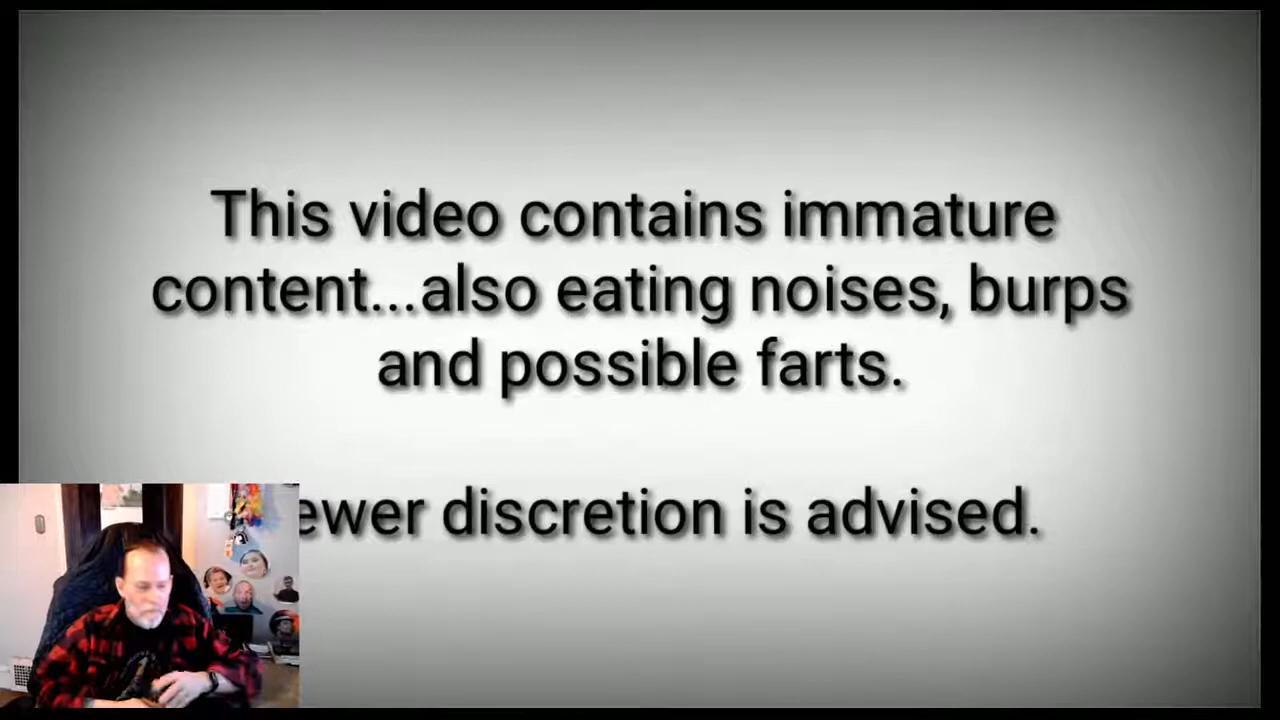 This video contains immature
content...also eating noises, burps
and possible farts.
ewer discretion is advised.